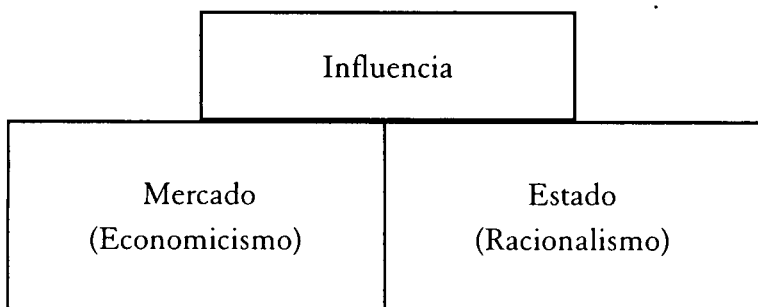 Influencia
Mercado
(Economicismo)
Estado
(Racionalismo)